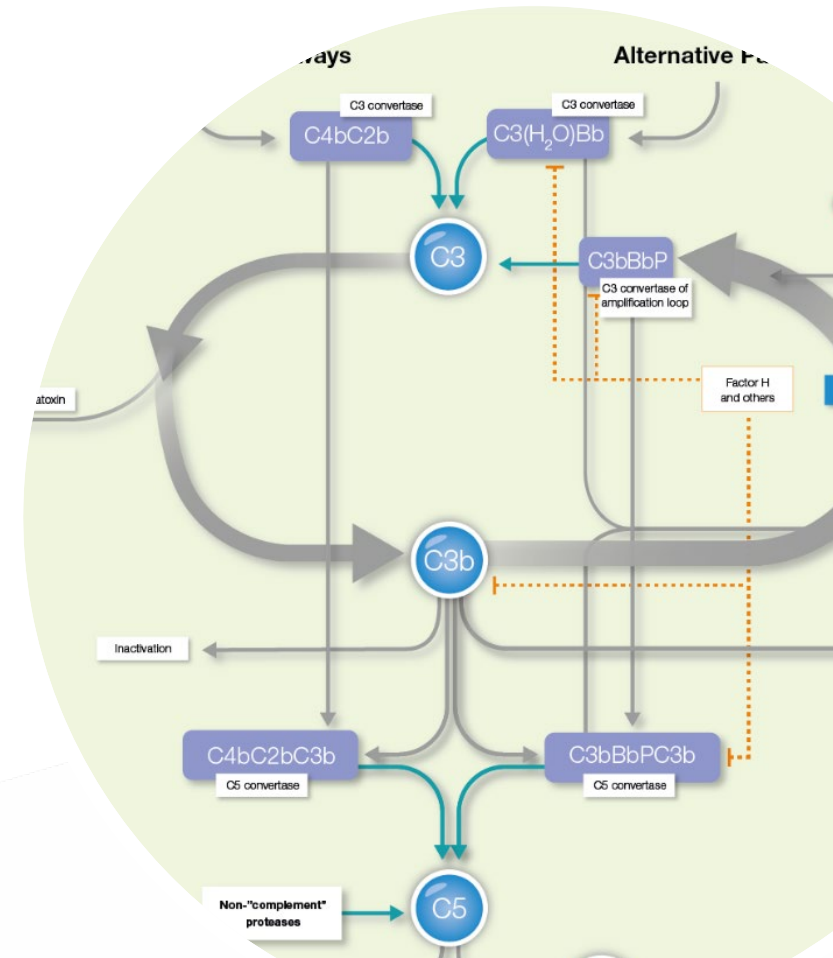 Alternative
C3 convertase
C3 convertase
C4bC2b
C3(H₂O)Bb
C3
C3bBbP
C3 convertase of
amplification loop
Factor H
and others
C3b
Inactivation
C4bC2bC3b
C3bBbPC3b
C5 convertase
C5 convertase
Non-"complement"
proteases
C5